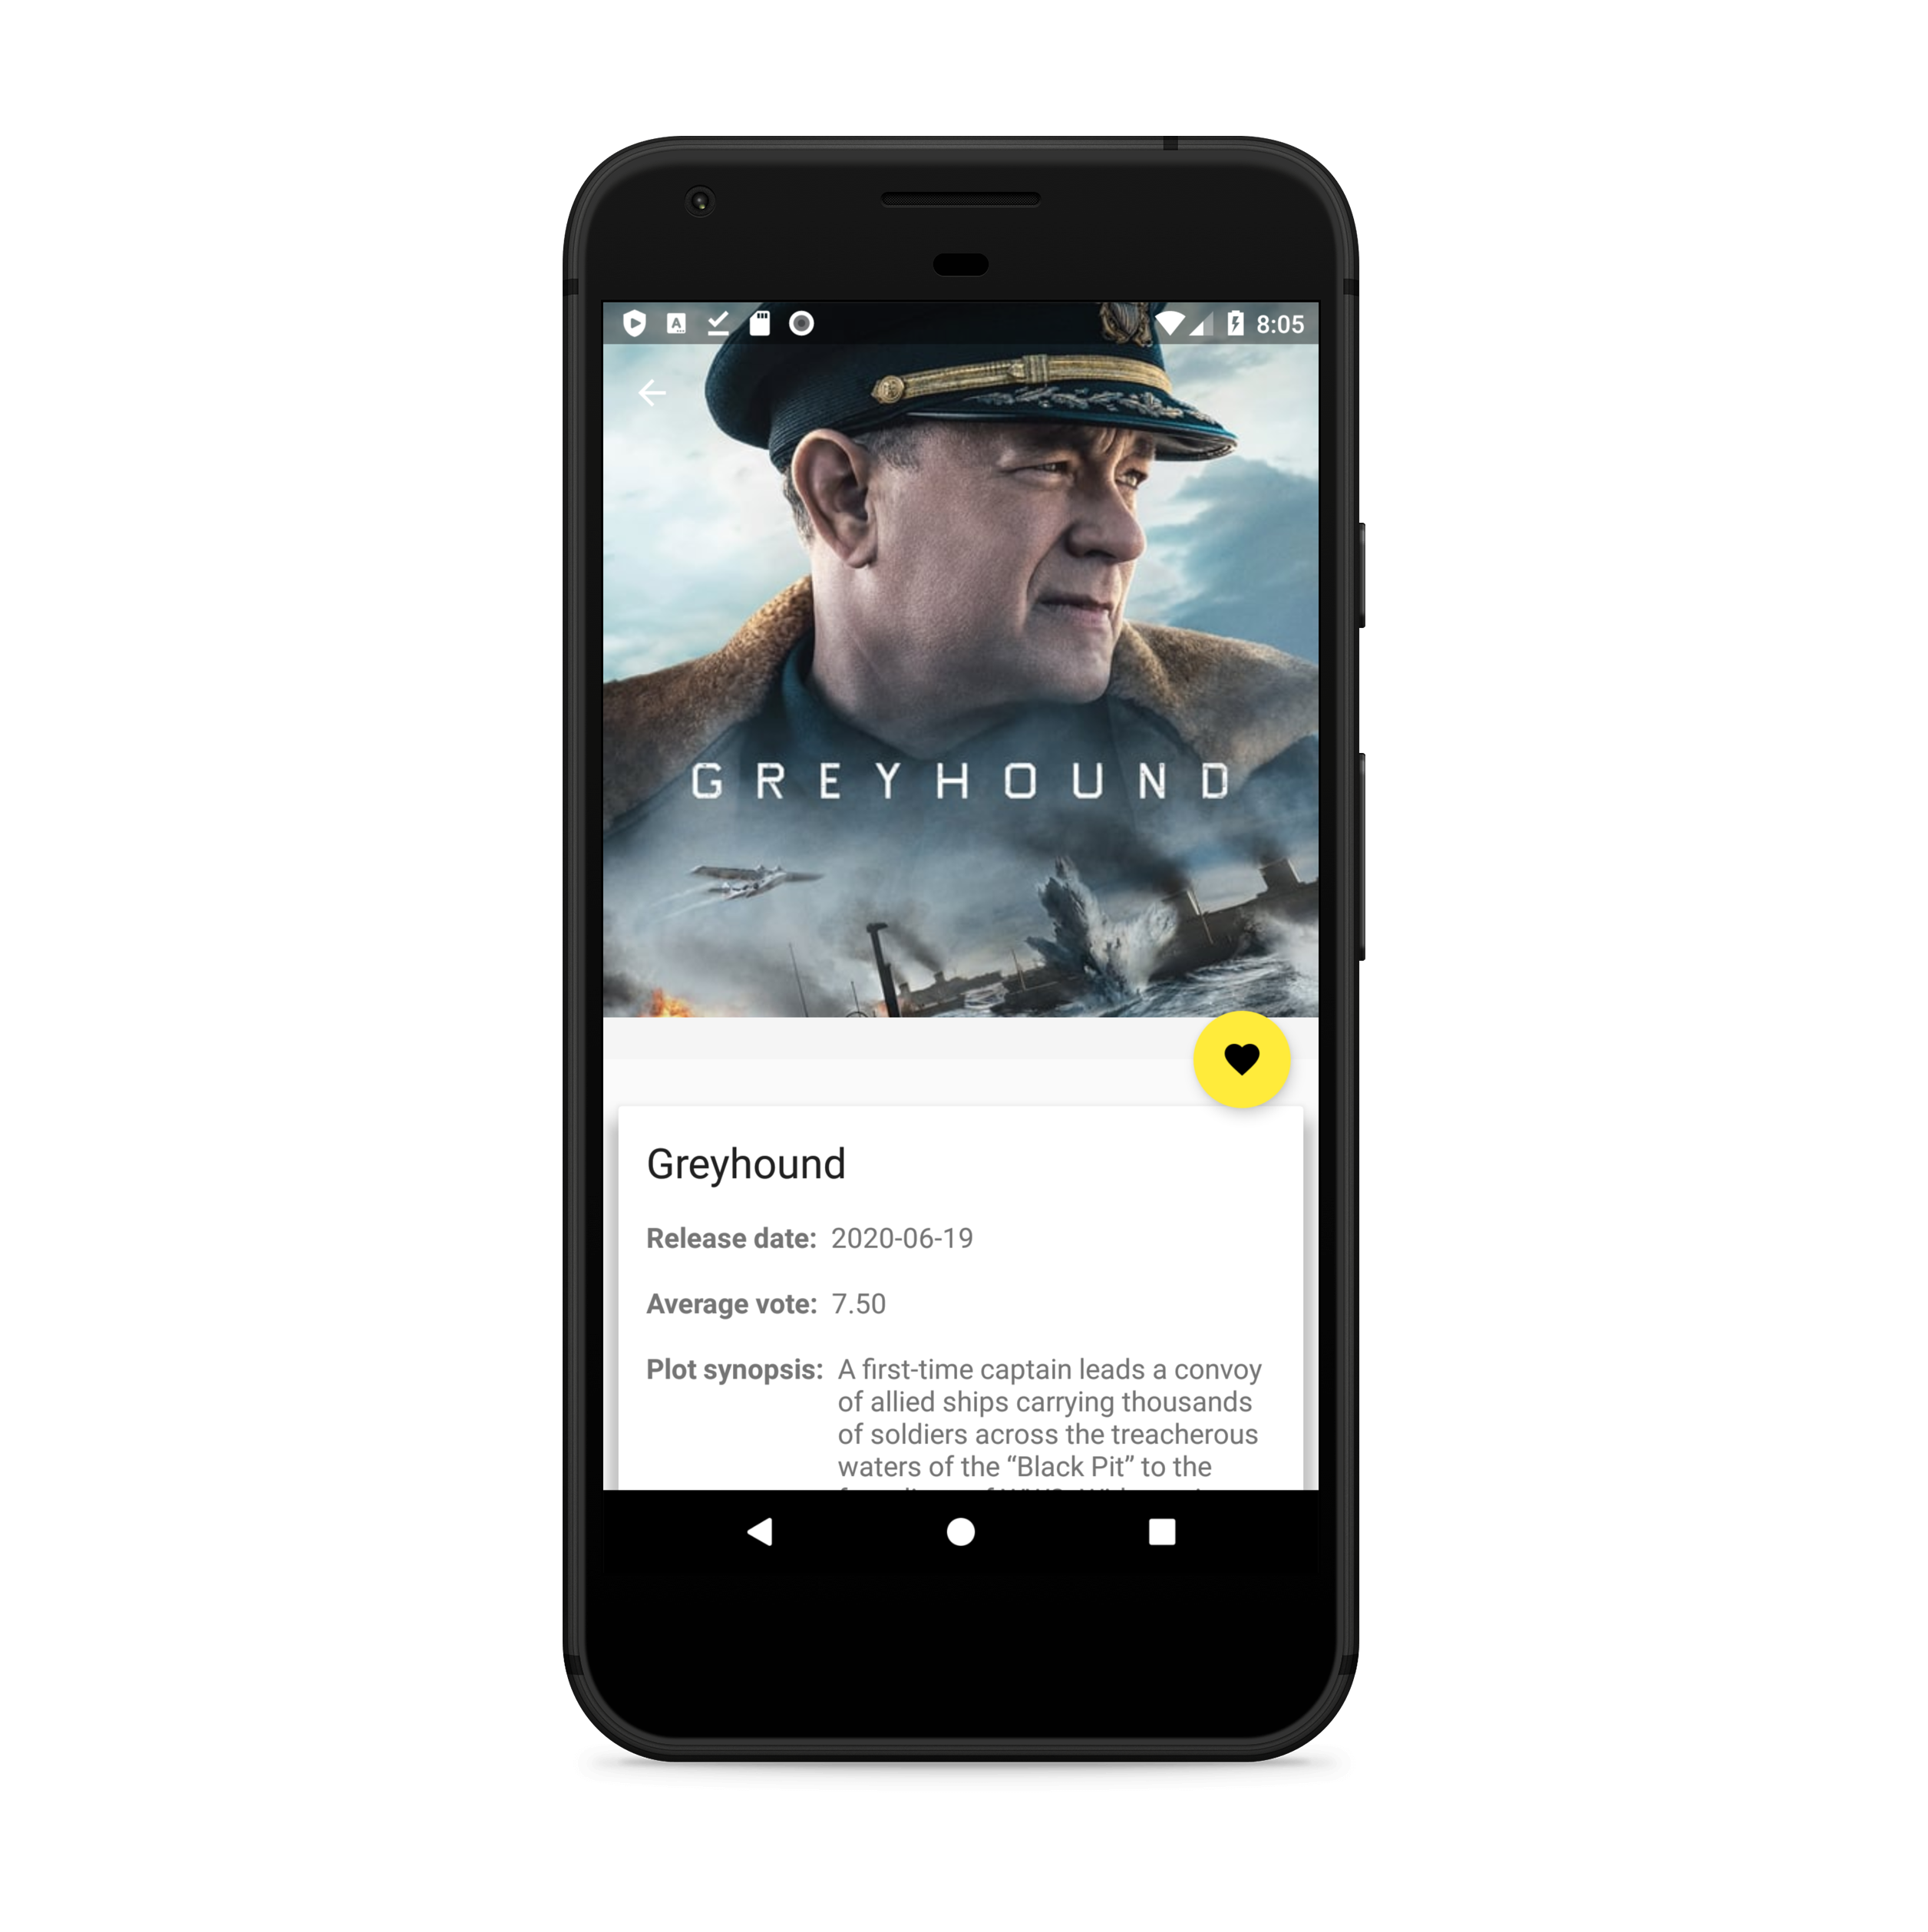 8:05
GREYHOUND
Greyhound
Release date: 2020-06-19
Average vote: 7.50
Plot synopsis: A first-time captain leads a convoy
of allied ships carrying thousands
of soldiers across the treacherous
waters of the “Black Pit” to the